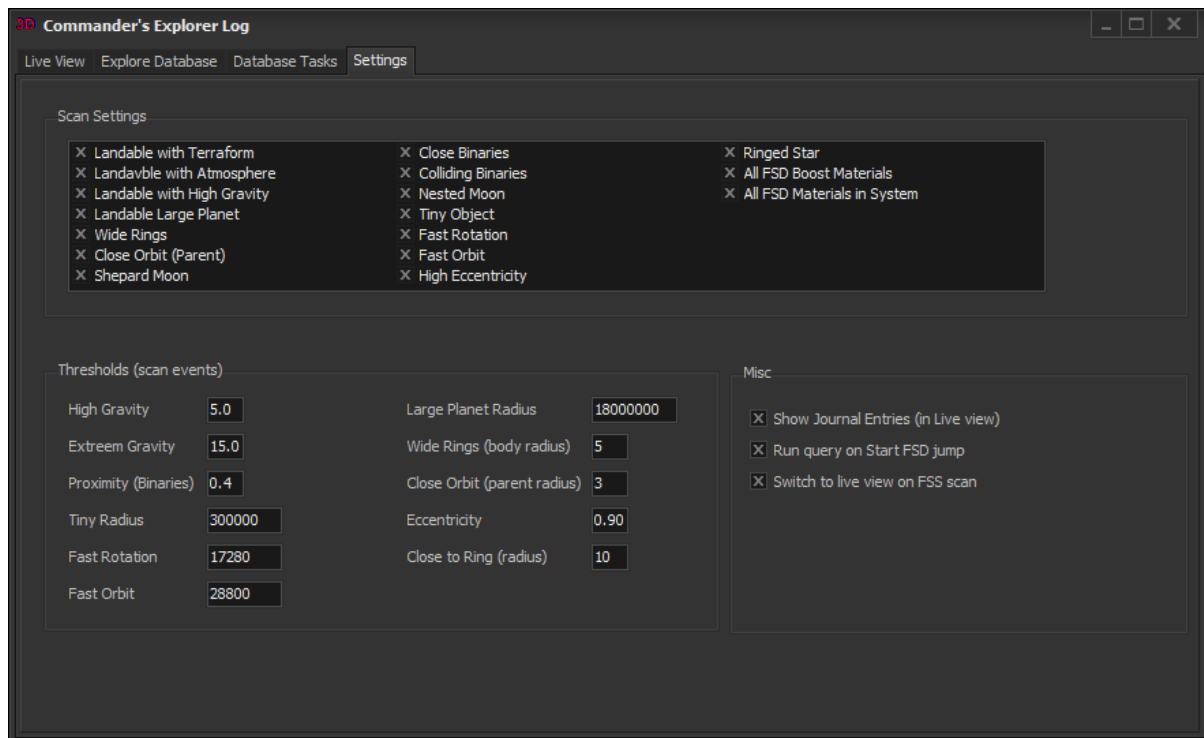 3D Commander's Explorer Log
Live View Explore Database Database Tasks Settings
Scan Settings
X Landable with Terraform X Close Binaries X Ringed Star
X Landavble with Atmosphere X Colliding Binaries X All FSD Boost Materials
X Landable with High Gravity X Nested Moon X All FSD Materials in System
X Landable Large Planet X Tiny Object
X Wide Rings X Fast Rotation
X Close Orbit (Parent) X Fast Orbit
X Shepard Moon X High Eccentricity
Thresholds (scan events)
High Gravity 5.0 Large Planet Radius 18000000
Extreem Gravity 15.0 Wide Rings (body radius) 5
Proximity (Binaries) 0.4 Close Orbit (parent radius) 3
Tiny Radius 300000 Eccentricity 0.90
Fast Rotation 17280 Close to Ring (radius) 10
Fast Orbit 28800
Misc
X Show Journal Entries (in Live view)
X Run query on Start FSD jump
X Switch to live view on FSS scan